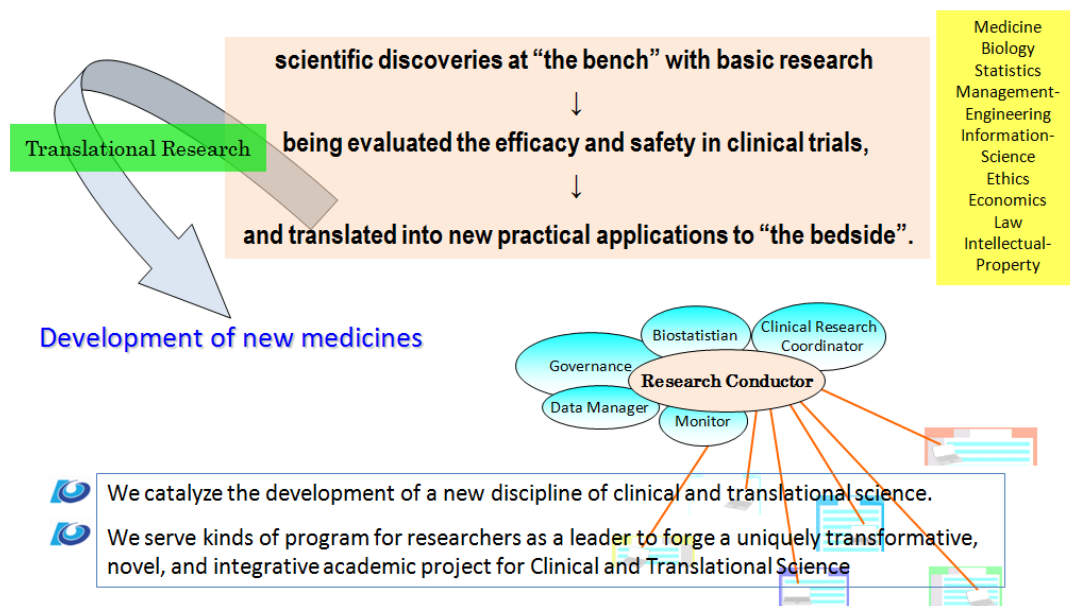 scientific discoveries at “the bench” with basic research
↓
being evaluated the efficacy and safety in clinical trials,
↓
and translated into new practical applications to “the bedside”.
Translational Research
Development of new medicines
Medicine
Biology
Statistics
Management-
Engineering
Information-
Science
Ethics
Economics
Law
Intellectual-
Property
Biostatistian
Clinical Research
Coordinator
Governance
Research Conductor
Data Manager
Monitor
We catalyze the development of a new discipline of clinical and translational science.
We serve kinds of program for researchers as a leader to forge a uniquely transformative,
novel, and integrative academic project for Clinical and Translational Science